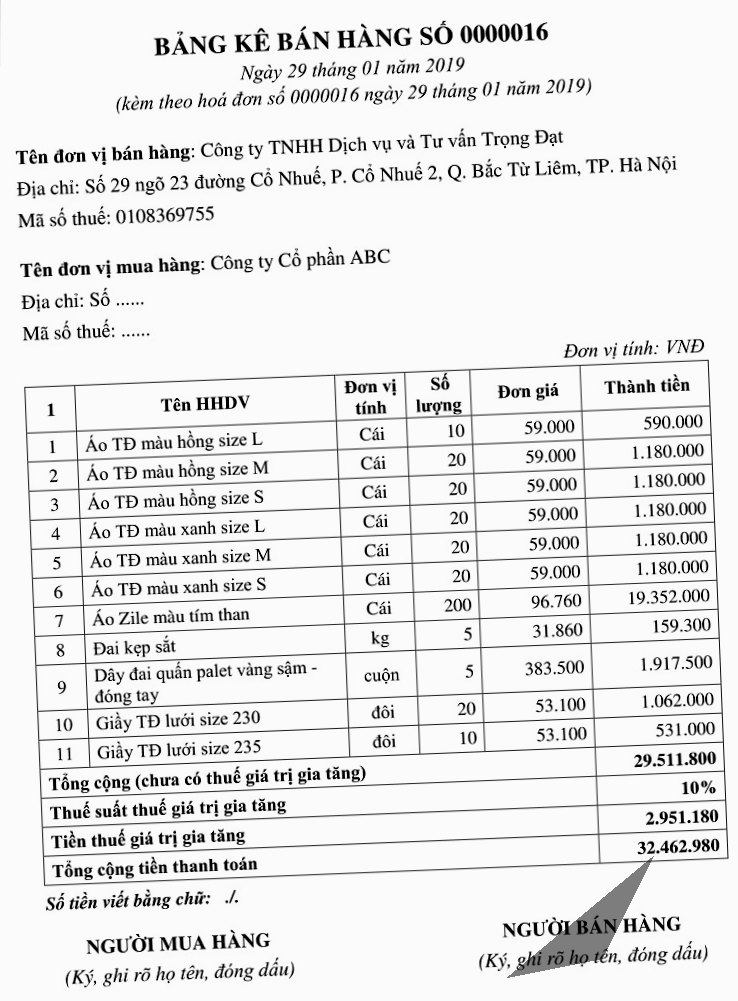 BẢNG KÊ BÁN HÀNG SỐ 0000016
Ngày 29 tháng 01 năm 2019
(kèm theo hoá đơn số 0000016 ngày 29 tháng 01 năm 2019)
Tên đơn vị bán hàng: Công ty TNHH Dịch vụ và Tư vấn Trọng Đạt
Địa chỉ: Số 29 ngõ 23 đường Cổ Nhuế, P. Cổ Nhuế 2, Q. Bắc Từ Liêm, TP. Hà Nội
Mã số thuế: 0108369755
Tên đơn vị mua hàng: Công ty Cổ phần ABC
Địa chỉ: Số ......
Mã số thuế: ......
Đơn vị tính: VNĐ
1 Tên HHDV Đơn vị tính Số lượng Đơn giá Thành tiền
1 Áo TĐ màu hồng size L Cái 10 59.000 590.000
2 Áo TĐ màu hồng size M Cái 20 59.000 1.180.000
3 Áo TĐ màu hồng size S Cái 20 59.000 1.180.000
4 Áo TĐ màu xanh size L Cái 20 59.000 1.180.000
5 Áo TĐ màu xanh size M Cái 20 59.000 1.180.000
6 Áo TĐ màu xanh size S Cái 20 59.000 1.180.000
7 Áo Zile màu tím than Cái 200 96.760 19.352.000
8 Đai kẹp sắt kg 5 31.860 159.300
9 Dây đai quấn palet vàng sậm - đóng tay cuộn 5 383.500 1.917.500
10 Giầy TĐ lưới size 230 đôi 20 53.100 1.062.000
11 Giầy TĐ lưới size 235 đôi 10 53.100 531.000
Tổng cộng (chưa có thuế giá trị gia tăng) 29.511.800
Thuế suất thuế giá trị gia tăng 10%
Tiền thuế giá trị gia tăng 2.951.180
Tổng cộng tiền thanh toán 32.462.980
Số tiền viết bằng chữ: ./.
NGƯỜI MUA HÀNG NGƯỜI BÁN HÀNG
(Ký, ghi rõ họ tên, đóng dấu) (Ký, ghi rõ họ tên, đóng dấu)